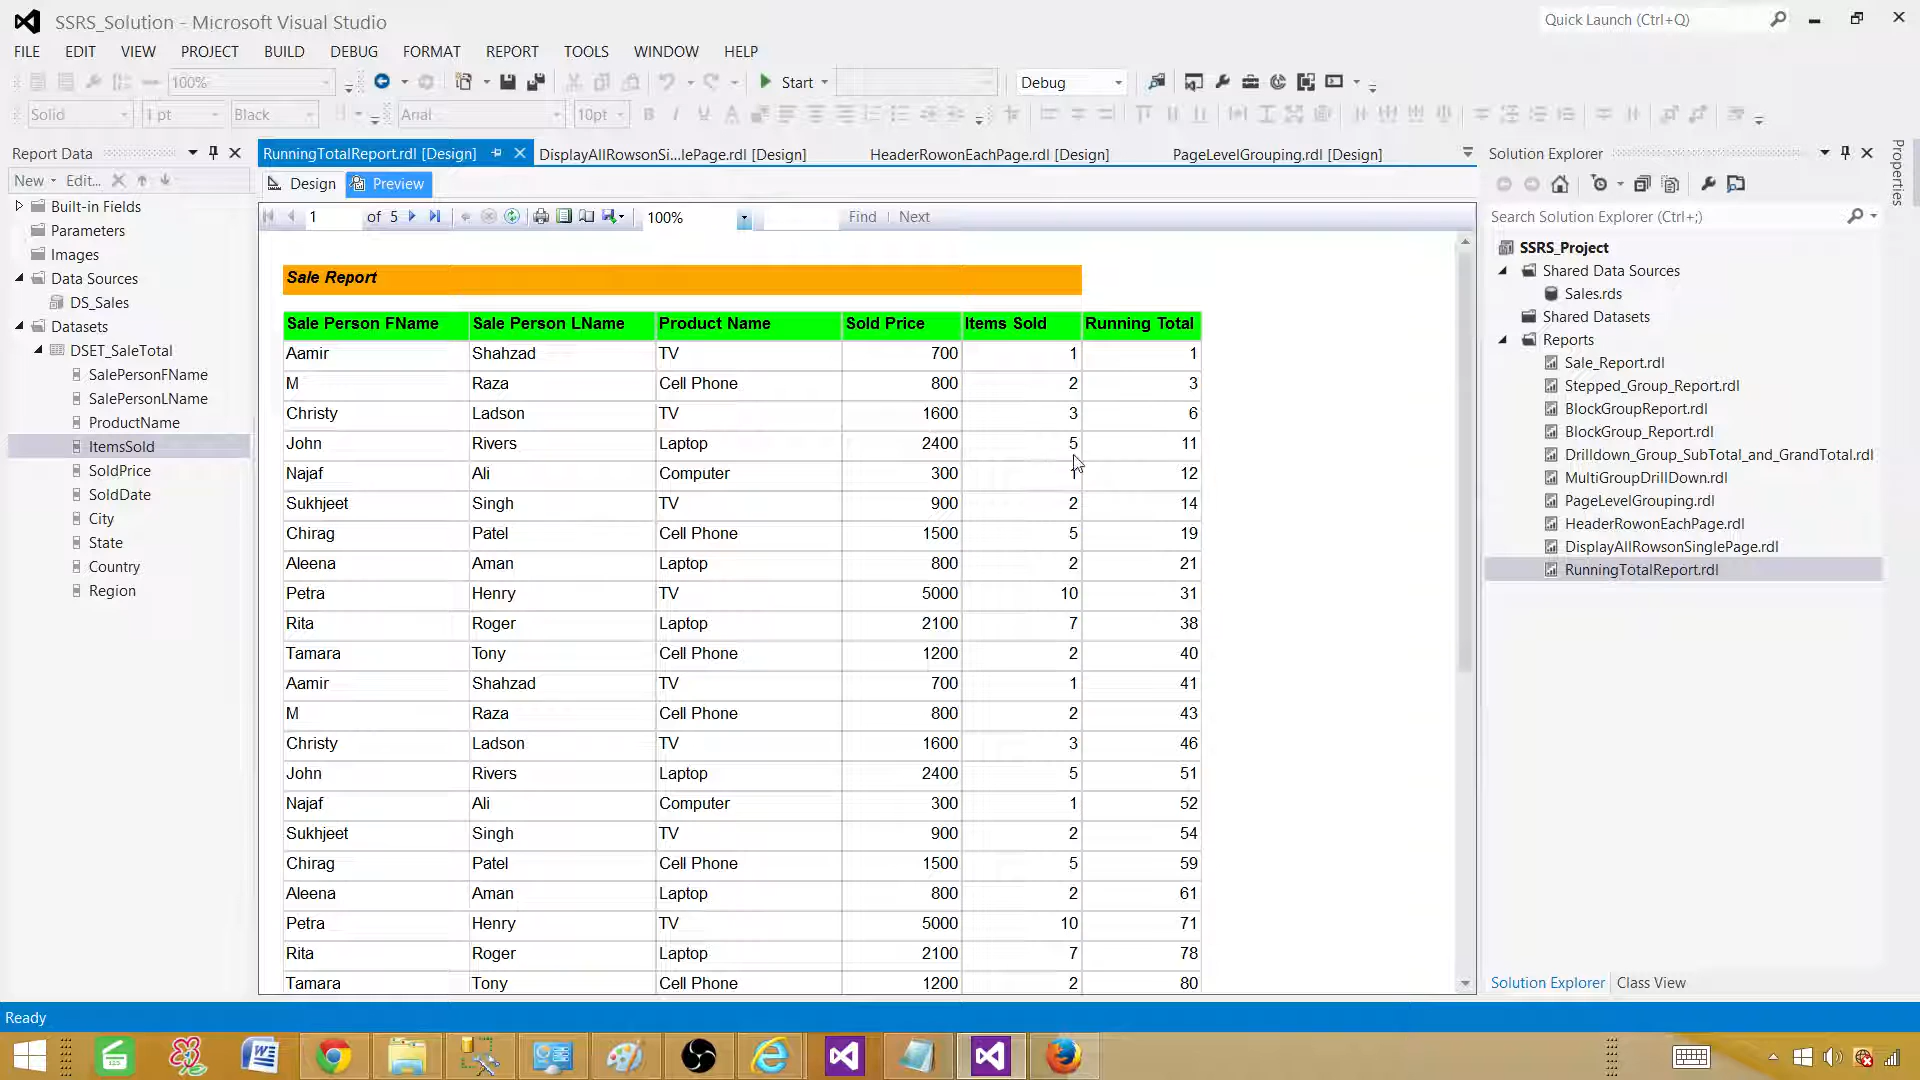 SSRS_Solution - Microsoft Visual Studio
Quick Launch (Ctrl+Q)
FILE EDIT VIEW PROJECT BUILD DEBUG FORMAT REPORT TOOLS WINDOW HELP
100% Start Debug
Solid 1 pt Black Arial 10pt B I U A
Report Data
RunningTotalReport.rdl [Design] DisplayAllRowsonSi...lePage.rdl [Design] HeaderRowonEachPage.rdl [Design] PageLevelGrouping.rdl [Design]
Solution Explorer
Properties
New Edit...
Design Preview
1 of 5 100% Find Next
Search Solution Explorer (Ctrl+;)
Built-in Fields
Parameters
Images
Data Sources
DS_Sales
Datasets
DSET_SaleTotal
SalePersonFName
SalePersonLName
ProductName
ItemsSold
SoldPrice
SoldDate
City
State
Country
Region
Sale Report
Sale Person FName Sale Person LName Product Name Sold Price Items Sold Running Total
Aamir Shahzad TV 700 1 1
M Raza Cell Phone 800 2 3
Christy Ladson TV 1600 3 6
John Rivers Laptop 2400 5 11
Najaf Ali Computer 300 1 12
Sukhjeet Singh TV 900 2 14
Chirag Patel Cell Phone 1500 5 19
Aleena Aman Laptop 800 2 21
Petra Henry TV 5000 10 31
Rita Roger Laptop 2100 7 38
Tamara Tony Cell Phone 1200 2 40
Aamir Shahzad TV 700 1 41
M Raza Cell Phone 800 2 43
Christy Ladson TV 1600 3 46
John Rivers Laptop 2400 5 51
Najaf Ali Computer 300 1 52
Sukhjeet Singh TV 900 2 54
Chirag Patel Cell Phone 1500 5 59
Aleena Aman Laptop 800 2 61
Petra Henry TV 5000 10 71
Rita Roger Laptop 2100 7 78
Tamara Tony Cell Phone 1200 2 80
SSRS_Project
Shared Data Sources
Sales.rds
Shared Datasets
Reports
Sale_Report.rdl
Stepped_Group_Report.rdl
BlockGroupReport.rdl
BlockGroup_Report.rdl
Drilldown_Group_SubTotal_and_GrandTotal.rdl
MultiGroupDrillDown.rdl
PageLevelGrouping.rdl
HeaderRowonEachPage.rdl
DisplayAllRowsonSinglePage.rdl
RunningTotalReport.rdl
Solution Explorer Class View
Ready